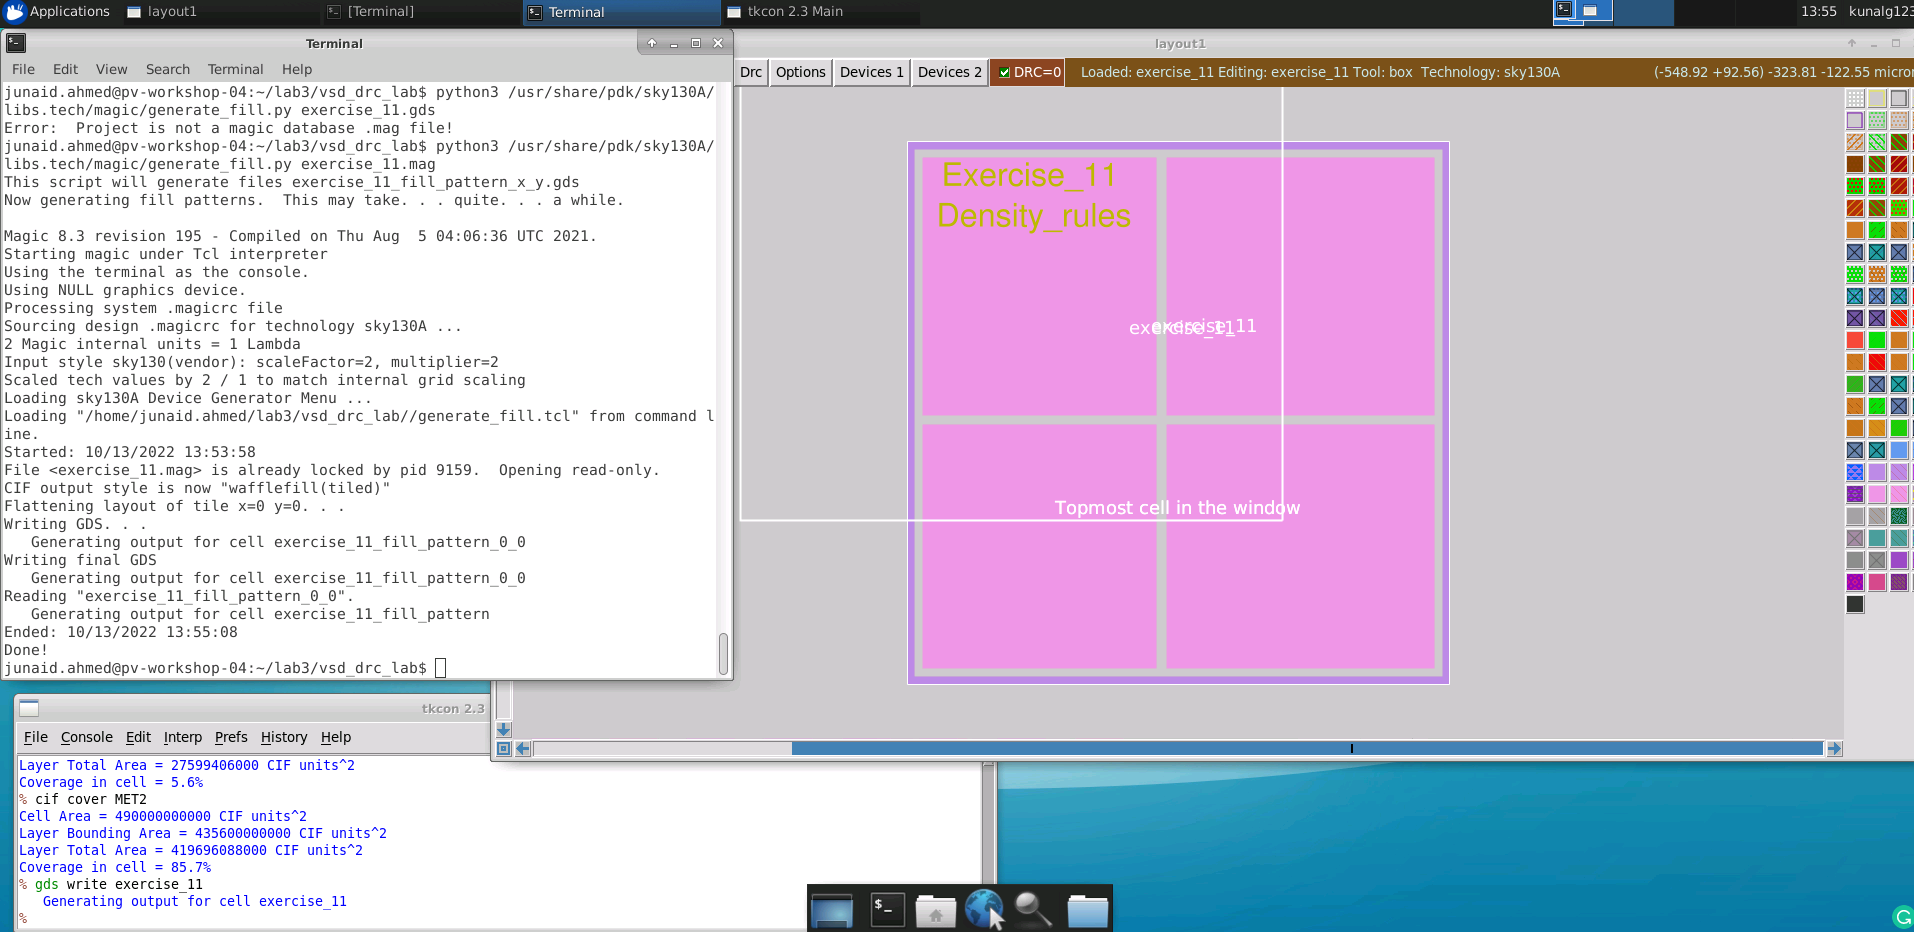 Applications
layout1
[Terminal]
Terminal
tkcon 2.3 Main
13:55
kunalg123
Terminal
File Edit View Search Terminal Help
junaid.ahmed@pv-workshop-04:~/lab3/vsd_drc_lab$ python3 /usr/share/pdk/sky130A/
libs.tech/magic/generate_fill.py exercise_11.gds
Error:  Project is not a magic database .mag file!
junaid.ahmed@pv-workshop-04:~/lab3/vsd_drc_lab$ python3 /usr/share/pdk/sky130A/
libs.tech/magic/generate_fill.py exercise_11.mag
This script will generate files exercise_11_fill_pattern_x_y.gds
Now generating fill patterns.  This may take. . . quite. . . a while.
Magic 8.3 revision 195 - Compiled on Thu Aug  5 04:06:36 UTC 2021.
Starting magic under Tcl interpreter
Using the terminal as the console.
Using NULL graphics device.
Processing system .magicrc file
Sourcing design .magicrc for technology sky130A ...
2 Magic internal units = 1 Lambda
Input style sky130(vendor): scaleFactor=2, multiplier=2
Scaled tech values by 2 / 1 to match internal grid scaling
Loading sky130A Device Generator Menu ...
Loading "/home/junaid.ahmed/lab3/vsd_drc_lab//generate_fill.tcl" from command l
ine.
Started: 10/13/2022 13:53:58
File <exercise_11.mag> is already locked by pid 9159.  Opening read-only.
CIF output style is now "wafflefill(tiled)"
Flattening layout of tile x=0 y=0. . .
Writing GDS. . .
   Generating output for cell exercise_11_fill_pattern_0_0
Writing final GDS
   Generating output for cell exercise_11_fill_pattern_0_0
Reading "exercise_11_fill_pattern_0_0".
   Generating output for cell exercise_11_fill_pattern
Ended: 10/13/2022 13:55:08
Done!
junaid.ahmed@pv-workshop-04:~/lab3/vsd_drc_lab$
layout1
Drc Options Devices 1 Devices 2 DRC=0 Loaded: exercise_11 Editing: exercise_11 Tool: box Technology: sky130A (-548.92 +92.56) -323.81 -122.55 micror
Exercise_11
Density_rules
exercise_11
exercise_11
Topmost cell in the window
tkcon 2.3
File Console Edit Interp Prefs History Help
Layer Total Area = 27599406000 CIF units^2
Coverage in cell = 5.6%
% cif cover MET2
Cell Area = 490000000000 CIF units^2
Layer Bounding Area = 435600000000 CIF units^2
Layer Total Area = 419696088000 CIF units^2
Coverage in cell = 85.7%
% gds write exercise_11
   Generating output for cell exercise_11
%